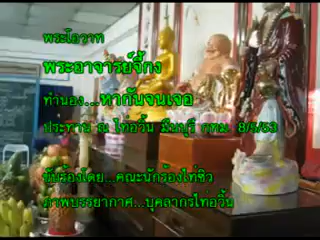 พระโอวาท
พระอาจารย์จี้กง
ทำนอง...หากันจนเจอ
ประทาน ณ ไท่อวิ้น มีนบุรี กทม. 8/5/53
ขับร้องโดย...คณะนักร้องไท่ซิว
ภาพบรรยากาศ...บุคลากรไท่อวิ้น